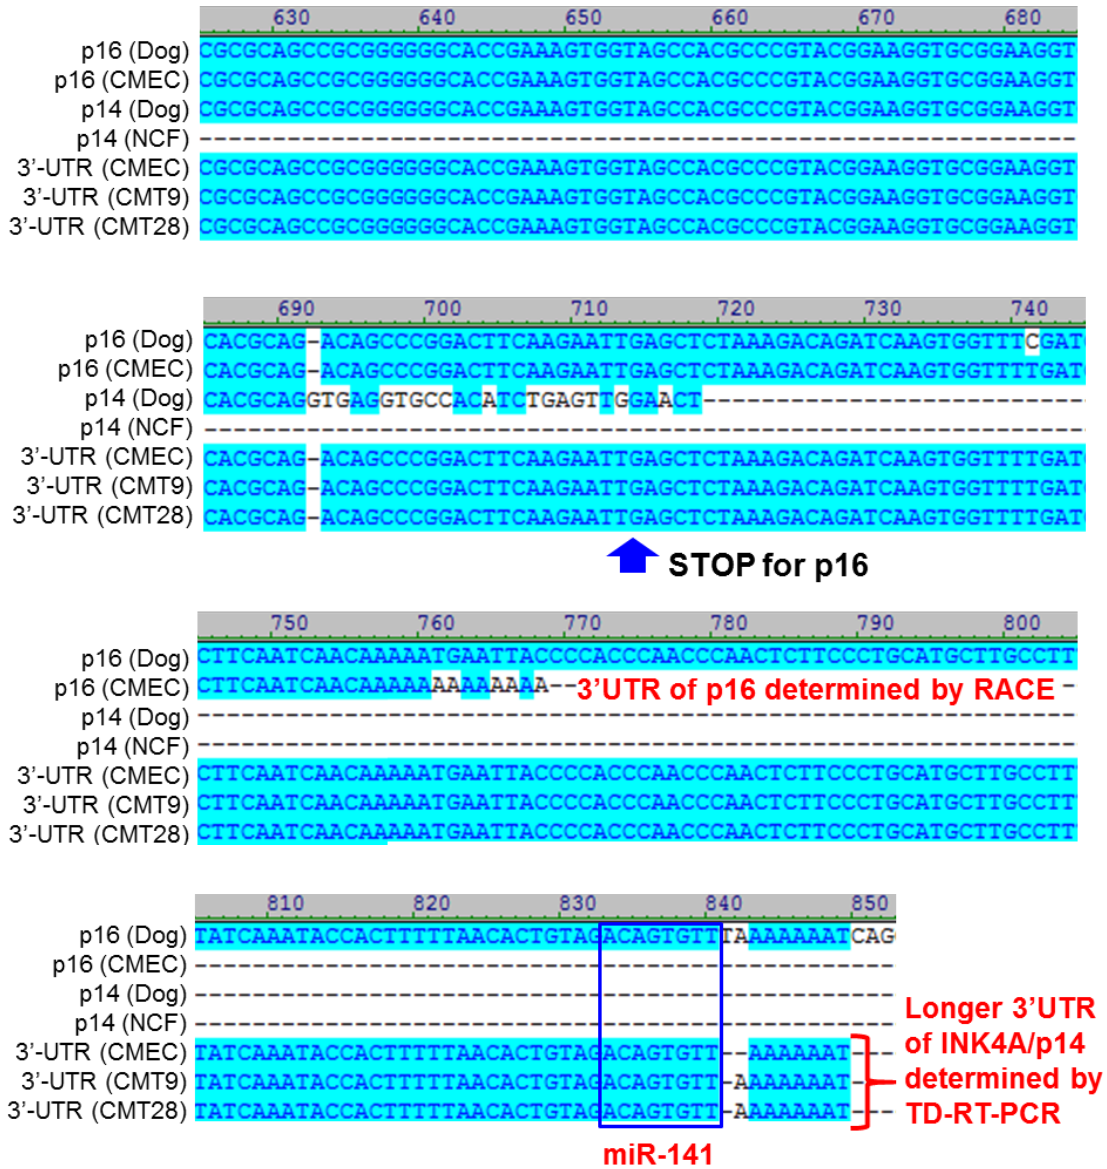 630 640 650 660 670 680
p16 (Dog) CGCGCAGCCGCGGGGGGCACCGAAAGTGGTAGCCACGCCCGTACGGAAGGTGCGGAAGGT
p16 (CMEC) CGCGCAGCCGCGGGGGGCACCGAAAGTGGTAGCCACGCCCGTACGGAAGGTGCGGAAGGT
p14 (Dog) CGCGCAGCCGCGGGGGGCACCGAAAGTGGTAGCCACGCCCGTACGGAAGGTGCGGAAGGT
p14 (NCF) ------------------------------------------------------------
3'-UTR (CMEC) CGCGCAGCCGCGGGGGGCACCGAAAGTGGTAGCCACGCCCGTACGGAAGGTGCGGAAGGT
3'-UTR (CMT9) CGCGCAGCCGCGGGGGGCACCGAAAGTGGTAGCCACGCCCGTACGGAAGGTGCGGAAGGT
3'-UTR (CMT28) CGCGCAGCCGCGGGGGGCACCGAAAGTGGTAGCCACGCCCGTACGGAAGGTGCGGAAGGT
690 700 710 720 730 740
p16 (Dog) CACGCAG-ACAGCCCGGACTTCAAGAATTGAGCTCTAAAGACAGATCAAGTGGTTTCGAT
p16 (CMEC) CACGCAG-ACAGCCCGGACTTCAAGAATTGAGCTCTAAAGACAGATCAAGTGGTTTTGAT
p14 (Dog) CACGCAGGTGAGGTGCCACATCTGAGTTGGAACT--------------------------
p14 (NCF) ------------------------------------------------------------
3'-UTR (CMEC) CACGCAG-ACAGCCCGGACTTCAAGAATTGAGCTCTAAAGACAGATCAAGTGGTTTTGAT
3'-UTR (CMT9) CACGCAG-ACAGCCCGGACTTCAAGAATTGAGCTCTAAAGACAGATCAAGTGGTTTTGAT
3'-UTR (CMT28) CACGCAG-ACAGCCCGGACTTCAAGAATTGAGCTCTAAAGACAGATCAAGTGGTTTTGAT
STOP for p16
750 760 770 780 790 800
p16 (Dog) CTTCAATCAACAAAAATGAATTACCCCACCCAACCCAACTCTTCCCTGCATGCTTGCCTT
p16 (CMEC) CTTCAATCAACAAAAAAAAAAAAA-- 3'UTR of p16 determined by RACE -
p14 (Dog) ------------------------------------------------------------
p14 (NCF) ------------------------------------------------------------
3'-UTR (CMEC) CTTCAATCAACAAAAATGAATTACCCCACCCAACCCAACTCTTCCCTGCATGCTTGCCTT
3'-UTR (CMT9) CTTCAATCAACAAAAATGAATTACCCCACCCAACCCAACTCTTCCCTGCATGCTTGCCTT
3'-UTR (CMT28) CTTCAATCAACAAAAATGAATTACCCCACCCAACCCAACTCTTCCCTGCATGCTTGCCTT
810 820 830 840 850
p16 (Dog) TATCAAATACCACTTTTTAACACTGTAGACAGTGTTTAAAAAAATCAG
p16 (CMEC) ------------------------------------------------
p14 (Dog) ------------------------------------------------
p14 (NCF) ------------------------------------------------
3'-UTR (CMEC) TATCAAATACCACTTTTTAACACTGTAGACAGTGTT--AAAAAAT---
3'-UTR (CMT9) TATCAAATACCACTTTTTAACACTGTAGACAGTGTT-AAAAAAAT---
3'-UTR (CMT28) TATCAAATACCACTTTTTAACACTGTAGACAGTGTT-AAAAAAAT---
Longer 3'UTR
of INK4A/p14
determined by
TD-RT-PCR
miR-141